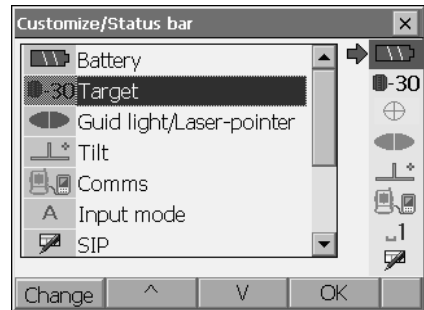 Customize/Status bar
Battery
-30 Target
Guid light/Laser-pointer
Tilt
Comms
A Input mode
SIP
-30
1
Change ^ V OK